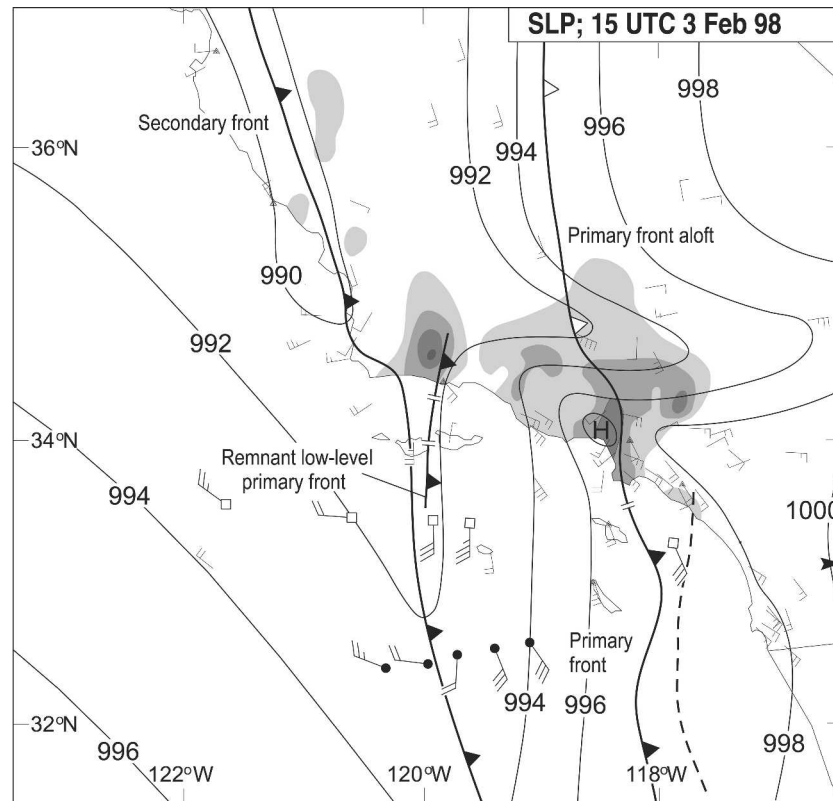 SLP; 15 UTC 3 Feb 98
998
996
994
992
Secondary front
36°N
Primary front aloft
990
992
34°N
H
Remnant low-level
primary front
994
1000
Primary
front
994
996
32°N
998
996
122°W
120°W
118°W